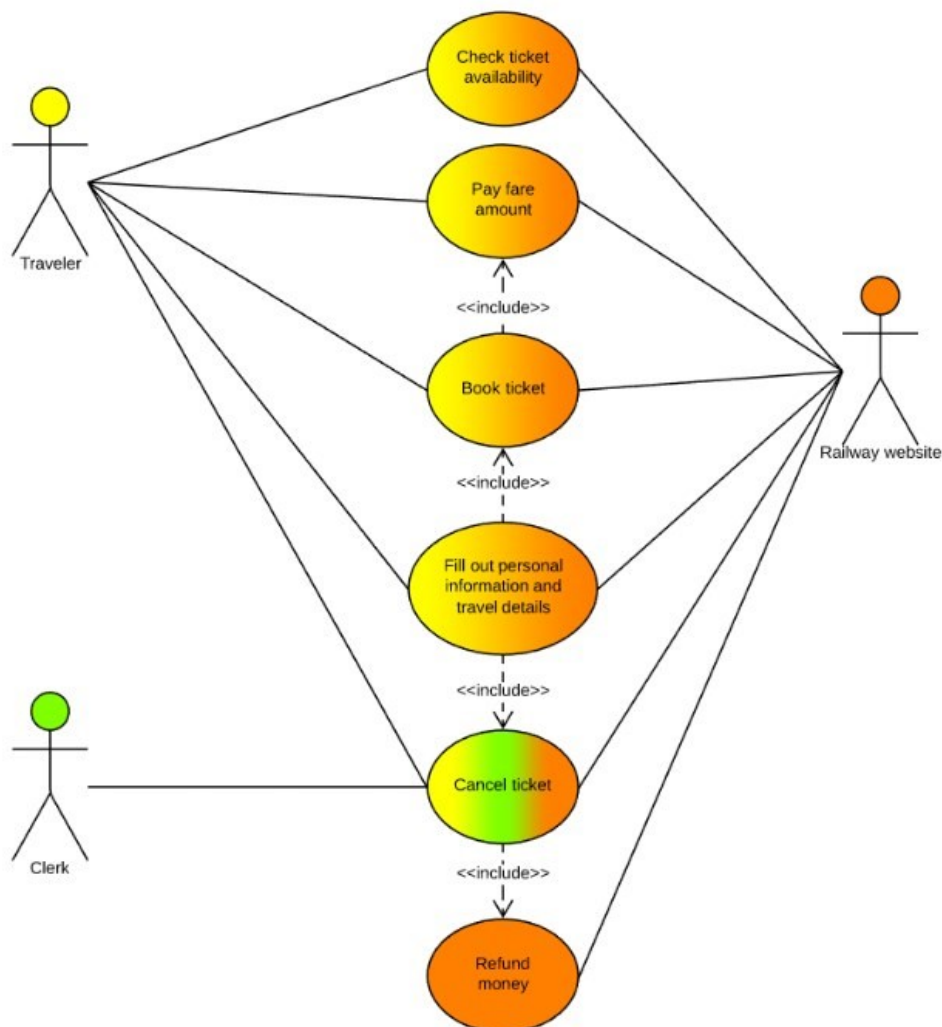 Check ticket
availability
Traveler
Pay fare
amount
<<include>>
Book ticket
Railway website
<<include>>
Fill out personal
information and
travel details
<<include>>
Cancel ticket
Clerk
<<include>>
Refund
money